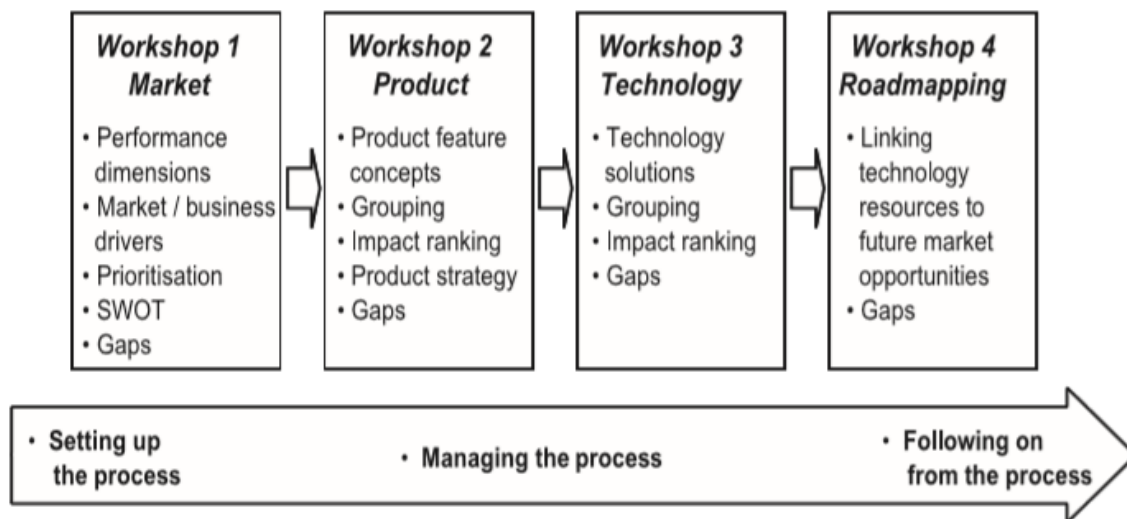 Workshop 1
Market
• Performance
dimensions
• Market / business
drivers
• Prioritisation
• SWOT
• Gaps
Workshop 2
Product
• Product feature
concepts
• Grouping
• Impact ranking
• Product strategy
• Gaps
Workshop 3
Technology
• Technology
solutions
• Grouping
• Impact ranking
• Gaps
Workshop 4
Roadmapping
• Linking
technology
resources to
future market
opportunities
• Gaps
• Setting up
the process
• Managing the process
• Following on
from the process